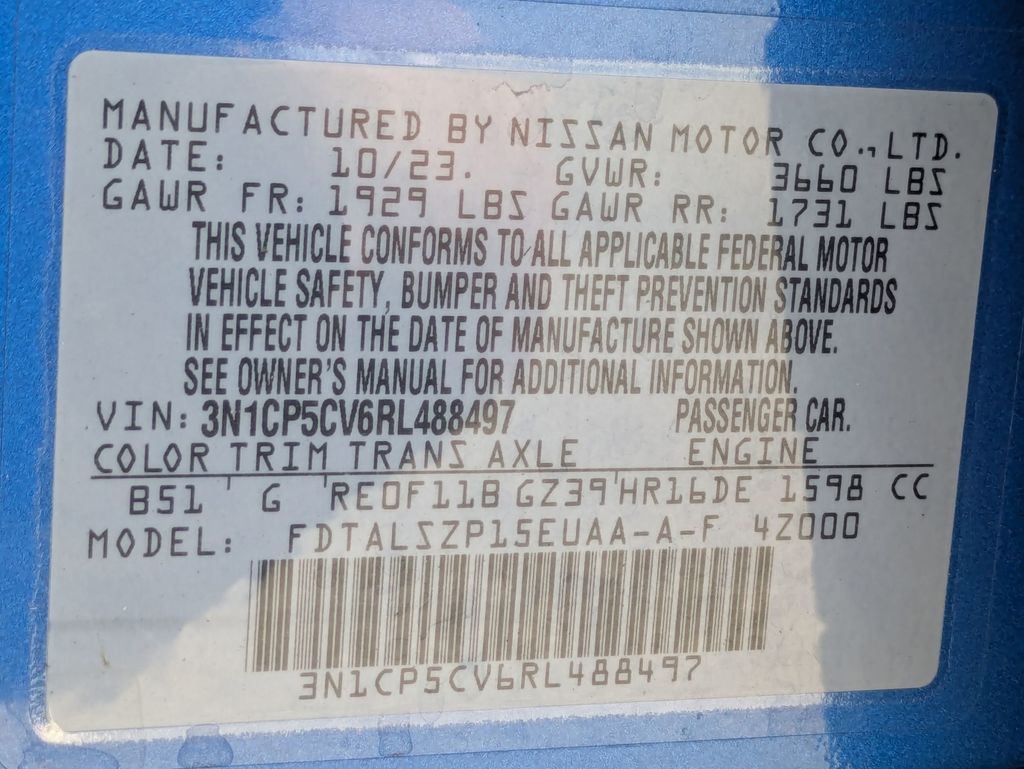 MANUFACTURED BY NISSAN MOTOR CO., LTD.
DATE: 10/23. GVWR: 3660 LBS
GAWR FR: 1929 LBS GAWR RR: 1731 LBS
THIS VEHICLE CONFORMS TO ALL APPLICABLE FEDERAL MOTOR
VEHICLE SAFETY, BUMPER AND THEFT PREVENTION STANDARDS
IN EFFECT ON THE DATE OF MANUFACTURE SHOWN ABOVE.
SEE OWNER'S MANUAL FOR ADDITIONAL INFORMATION.
VIN: 3N1CP5CV6RL488497 PASSENGER CAR.
COLOR TRIM TRANS AXLE ENGINE
B51 G RE0F11B GZ39 HR16DE 1598 CC
MODEL: FDTALSZP15EUAA-A-F 4Z000
3N1CP5CV6RL488497